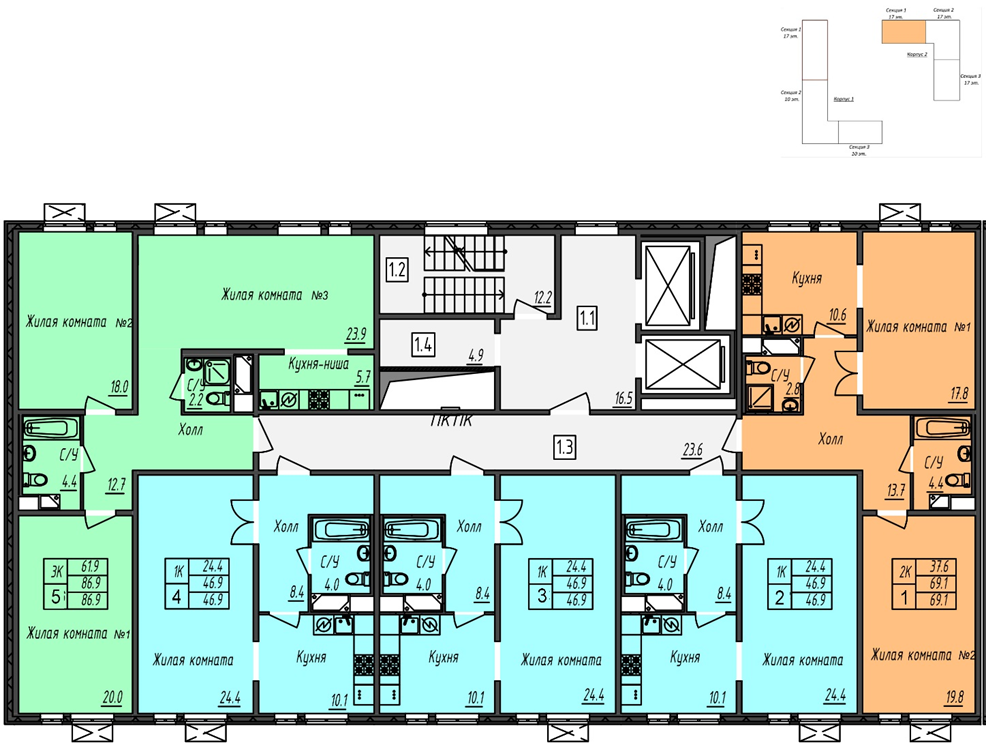 Секция 1
17 эт.
Секция 2
17 эт.
Секция 1
17 эт.
Корпус 2
Секция 3
17 эт.
Секция 2
10 эт.
Корпус 1
Секция 3
10 эт.
Жилая комната №2
18.0
Жилая комната №3
23.9
1.2
12.2
1.1
16.5
1.4
4.9
Кухня
10.6
Жилая комната №1
17.8
С/У
2.2
Кухня-ниша
5.7
С/У
2.8
Холл
12.7
С/У
4.4
ПКТІК
1.3
23.6
Холл
13.7
С/У
4.4
3К
61.9
86.9
5
86.9
Жилая комната №1
20.0
1К
24.4
46.9
4
46.9
Жилая комната
24.4
Холл
8.4
С/У
4.0
Кухня
10.1
Холл
8.4
С/У
4.0
Кухня
10.1
1К
24.4
46.9
3
46.9
Жилая комната
24.4
Холл
8.4
С/У
4.0
Кухня
10.1
1К
24.4
46.9
2
46.9
Жилая комната
24.4
2К
37.6
69.1
1
69.1
Жилая комната №2
19.8